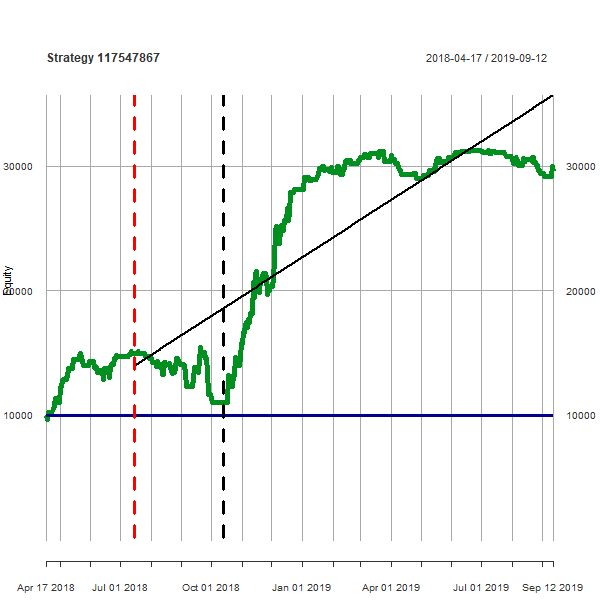 Strategy 117547867 2018-04-17 / 2019-09-12
30000 30000
Equity
20000 20000
10000 10000
Apr 17 2018 Jul 01 2018 Oct 01 2018 Jan 01 2019 Apr 01 2019 Jul 01 2019 Sep 12 2019